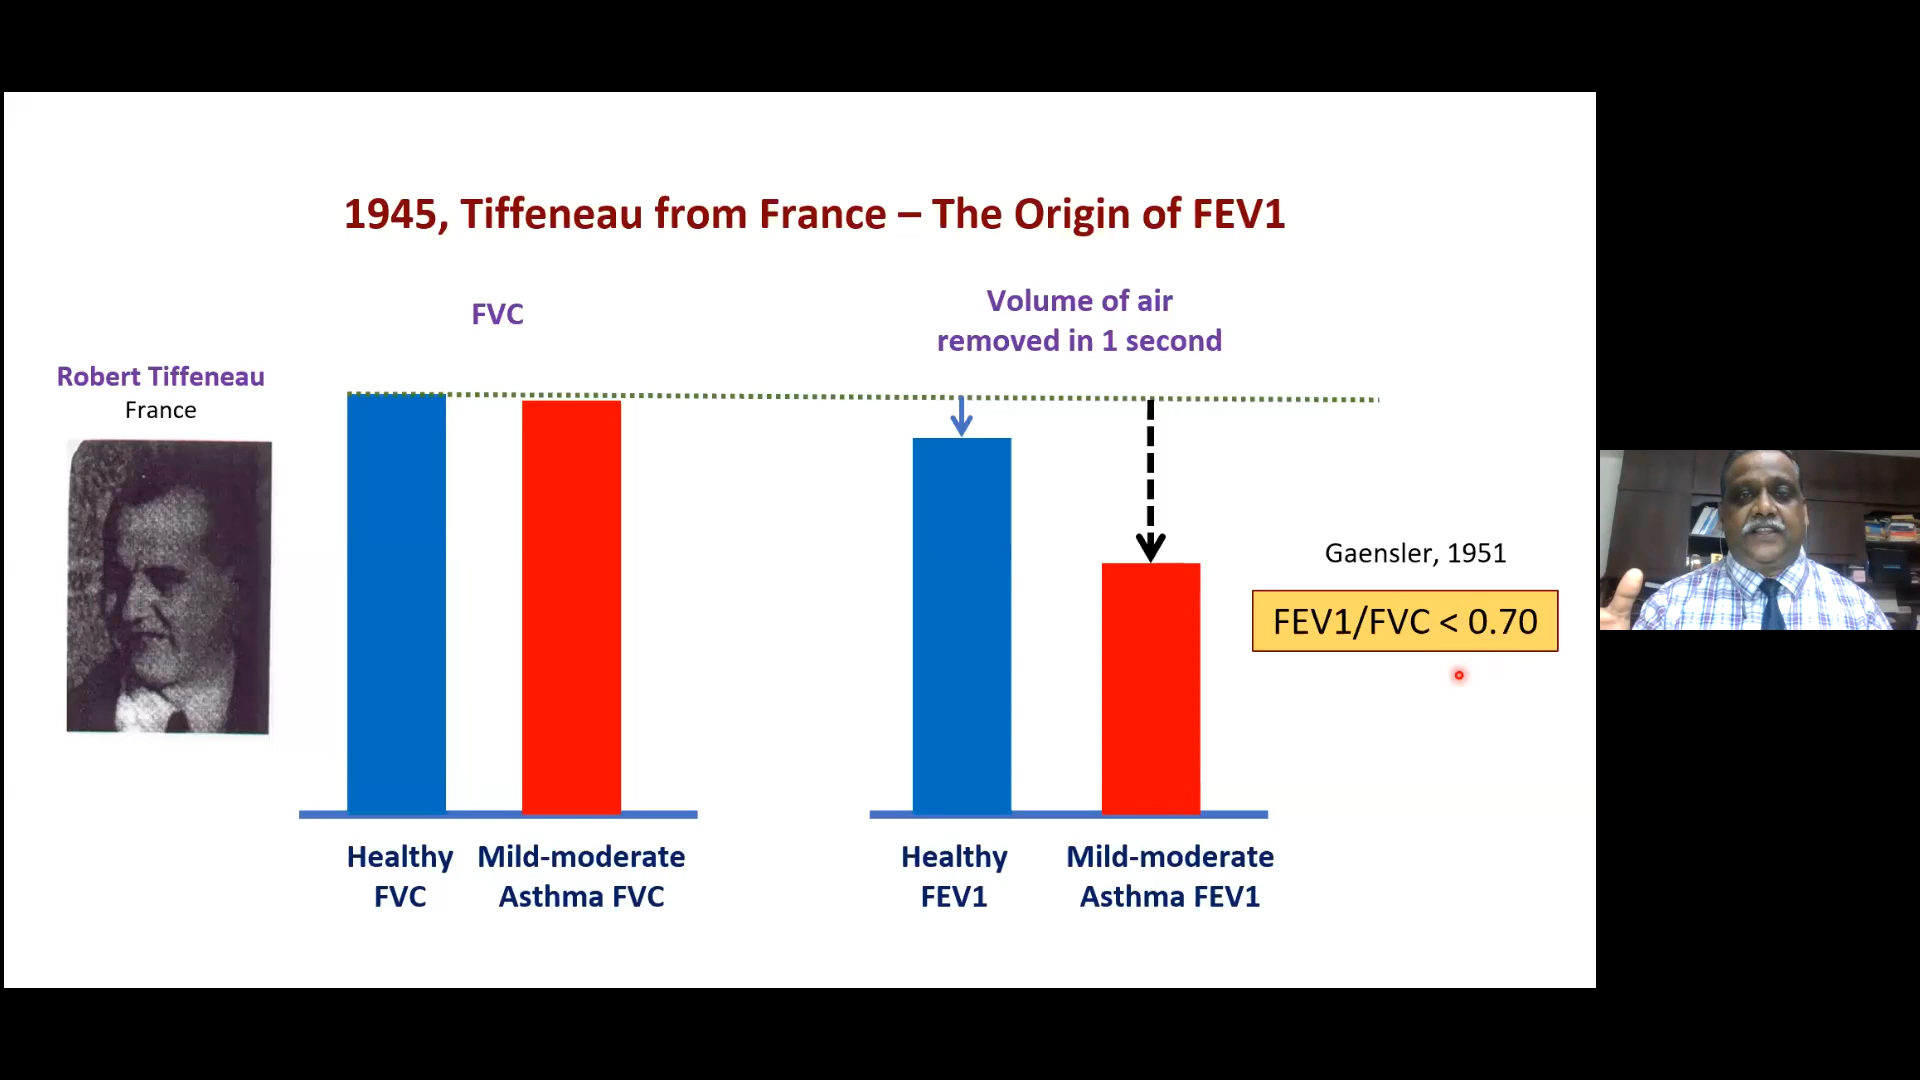 1945, Tiffeneau from France – The Origin of FEV1
FVC
Volume of air
removed in 1 second
Robert Tiffeneau
France
Gaensler, 1951
FEV1/FVC < 0.70
Healthy
FVC
Mild-moderate
Asthma FVC
Healthy
FEV1
Mild-moderate
Asthma FEV1